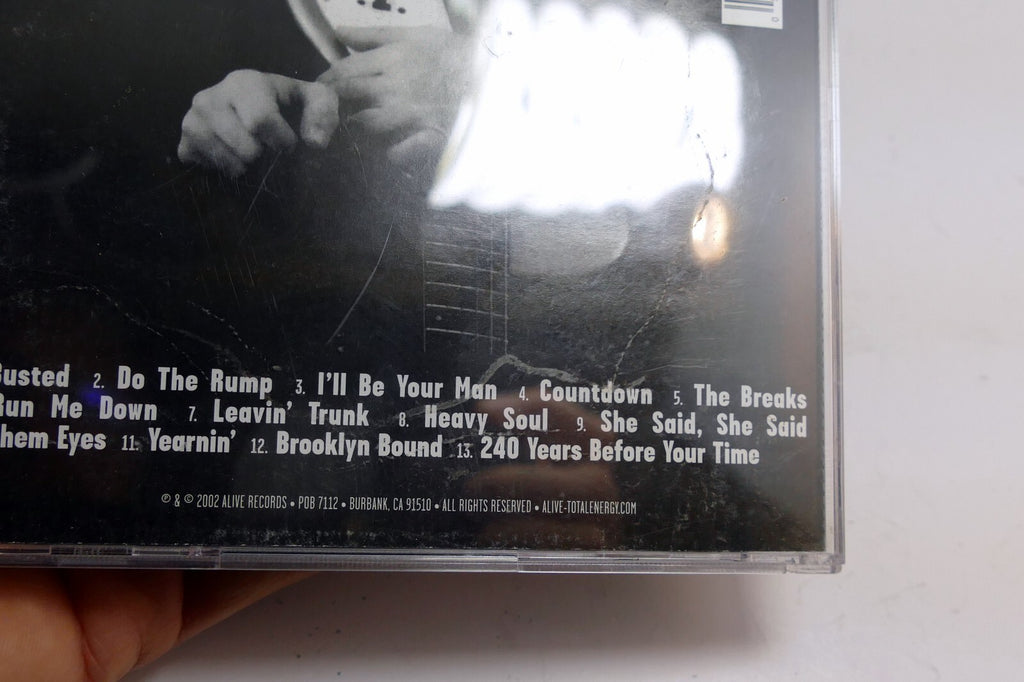 Busted 2. Do The Rump 3. I'll Be Your Man 4. Countdown 5. The Breaks
Run Me Down 7. Leavin' Trunk 8. Heavy Soul 9. She Said, She Said
Them Eyes 11. Yearnin' 12. Brooklyn Bound 13. 240 Years Before Your Time
℗ & © 2002 ALIVE RECORDS • POB 7112 • BURBANK, CA 91510 • ALL RIGHTS RESERVED • ALIVE-TOTALENERGY.COM